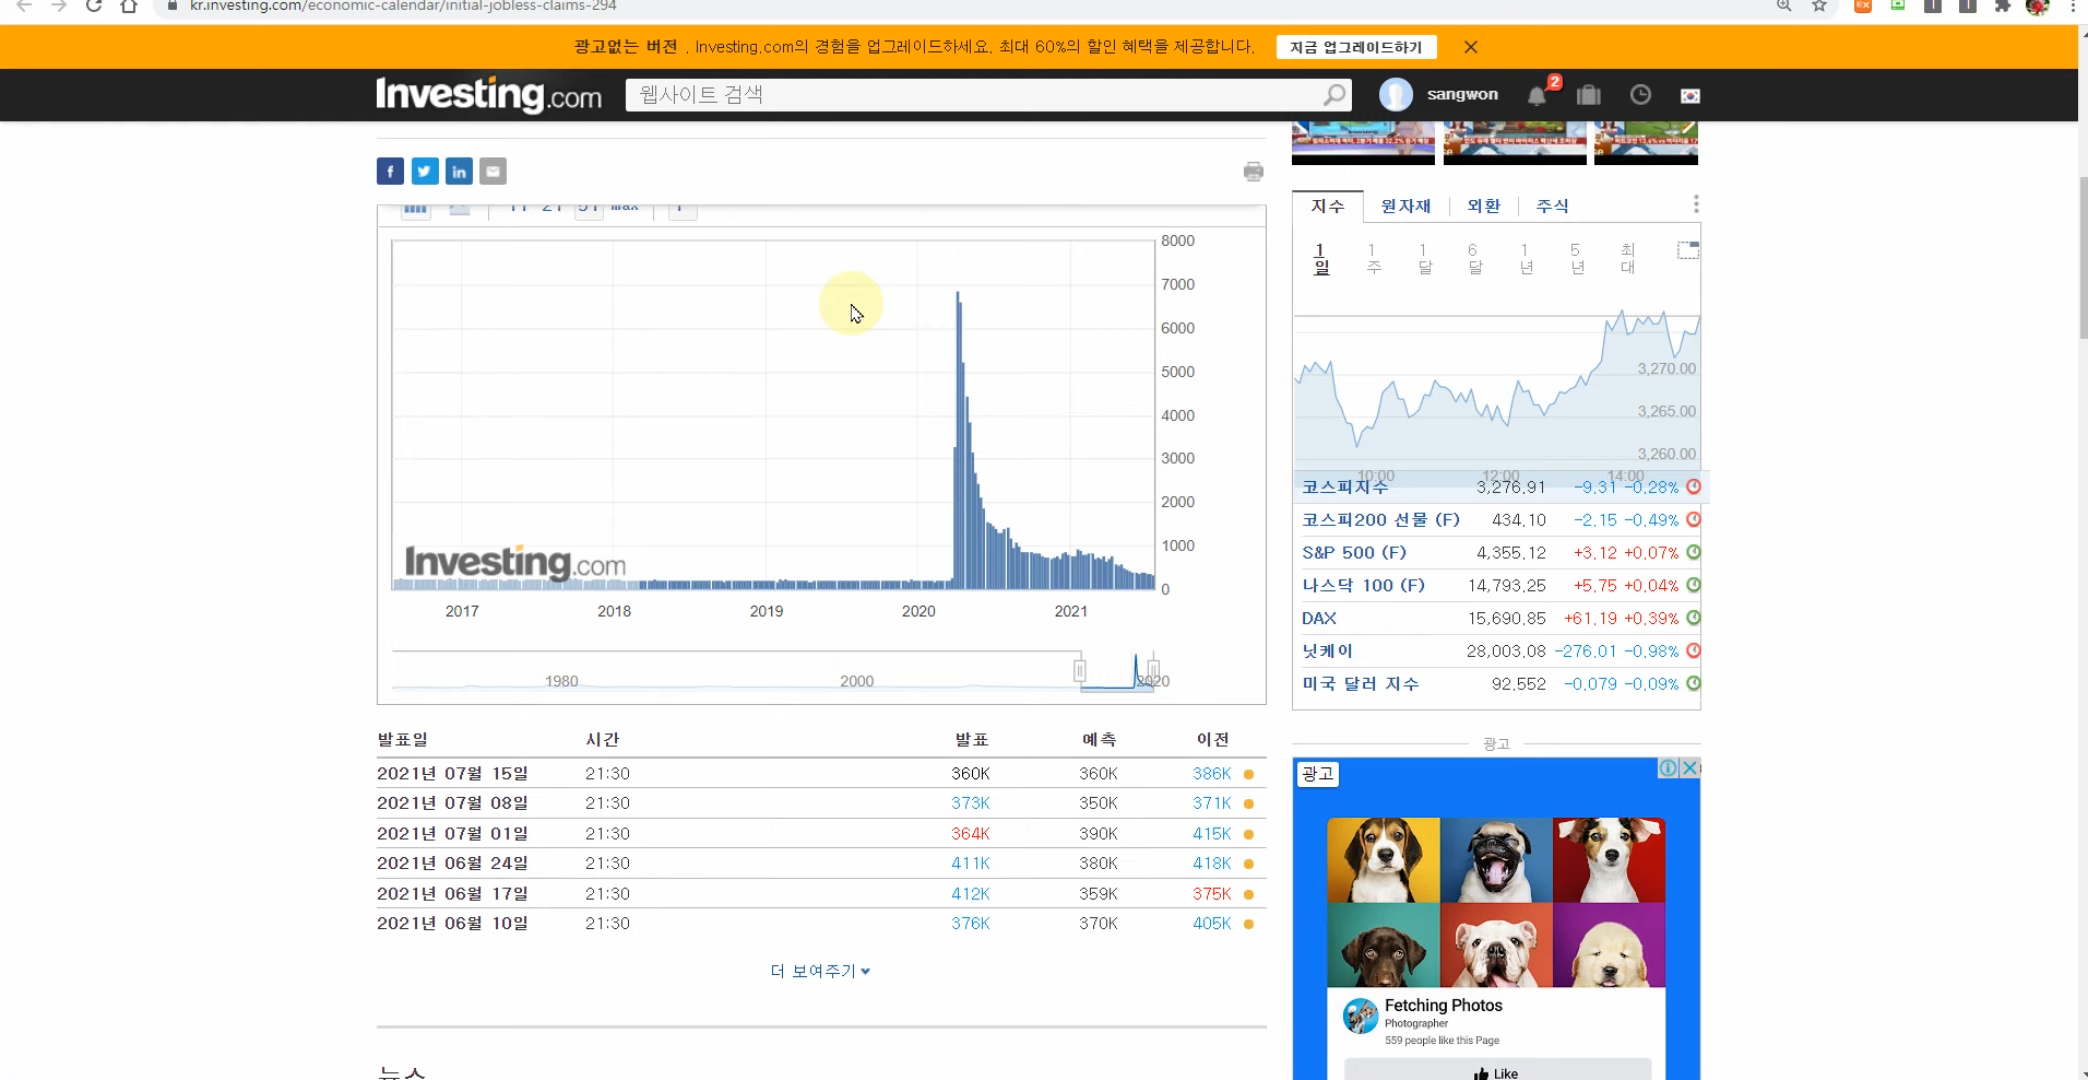 kr.investing.com/economic-calendar/initial-jobless-claims-294
광고없는 버전 . Investing.com의 경험을 업그레이드하세요. 최대 60%의 할인 혜택을 제공합니다. 지금 업그레이드하기
Investing.com 웹사이트 검색 sangwon 2
지수 원자재 외환 주식
1일 1주 1달 6달 1년 5년 최대
8000
7000
6000
5000
4000
3000
2000
1000
0
Investing.com
2017 2018 2019 2020 2021
1980 2000 2020
3,270.00
3,265.00
3,260.00
10:00 12:00 14:00
코스피지수 3,276.91 -9.31 -0.28%
코스피200 선물 (F) 434.10 -2.15 -0.49%
S&P 500 (F) 4,355.12 +3.12 +0.07%
나스닥 100 (F) 14,793.25 +5.75 +0.04%
DAX 15,690.85 +61.19 +0.39%
닛케이 28,003.08 -276.01 -0.98%
미국 달러 지수 92.552 -0.079 -0.09%
발표일 시간 발표 예측 이전
2021년 07월 15일 21:30 360K 360K 386K
2021년 07월 08일 21:30 373K 350K 371K
2021년 07월 01일 21:30 364K 390K 415K
2021년 06월 24일 21:30 411K 380K 418K
2021년 06월 17일 21:30 412K 359K 375K
2021년 06월 10일 21:30 376K 370K 405K
더 보여주기
뉴스
광고
광고
Fetching Photos
Photographer
559 people like this Page
Like